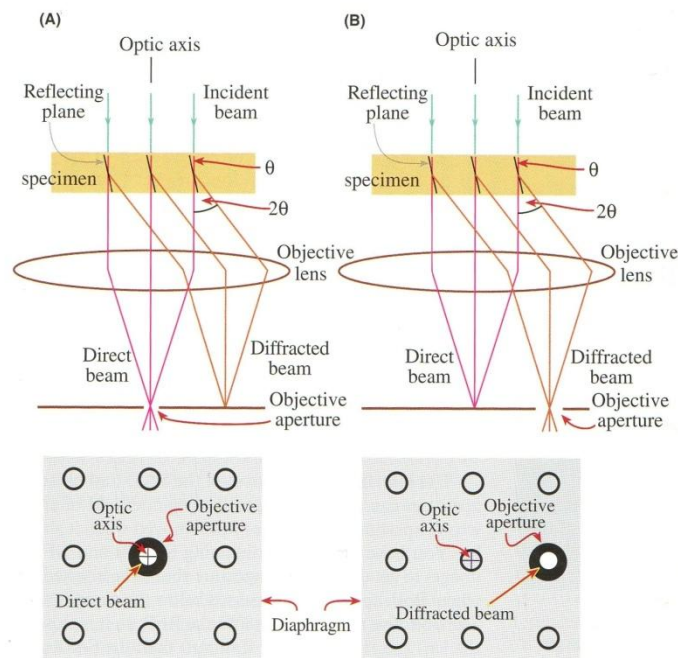 (A)
Optic axis
Reflecting
plane
Incident
beam
specimen
θ
2θ
Objective
lens
Direct
beam
Diffracted
beam
Objective
aperture
Optic
axis
Objective
aperture
Direct beam
(B)
Optic axis
Reflecting
plane
Incident
beam
specimen
θ
2θ
Objective
lens
Direct
beam
Diffracted
beam
Objective
aperture
Optic
axis
Objective
aperture
Diffracted beam
Diaphragm